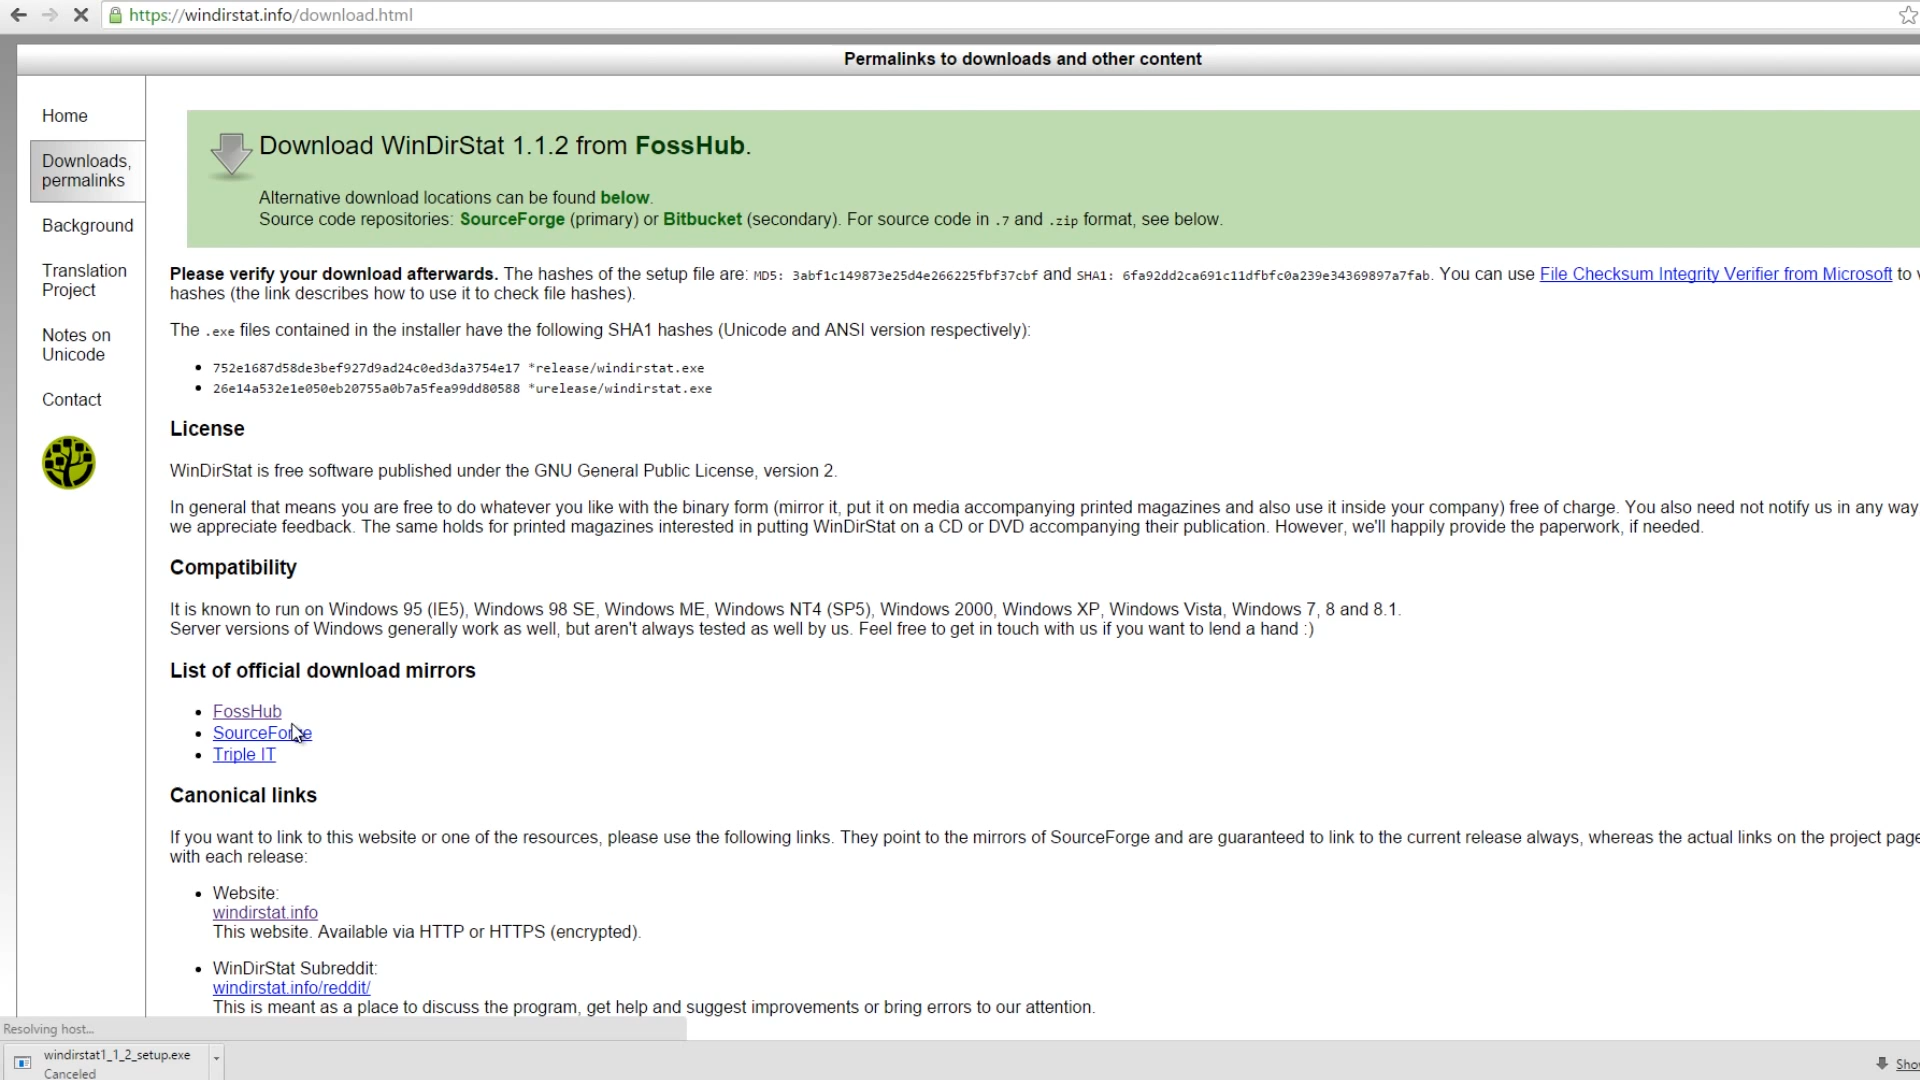 https://windirstat.info/download.html
Permalinks to downloads and other content
Home
Downloads,
permalinks
Background
Translation
Project
Notes on
Unicode
Contact
Download WinDirStat 1.1.2 from FossHub.
Alternative download locations can be found below.
Source code repositories: SourceForge (primary) or Bitbucket (secondary). For source code in .7 and .zip format, see below.
Please verify your download afterwards. The hashes of the setup file are: MD5: 3abf1c149873e25d4e266225fbf37cbf and SHA1: 6fa92dd2ca691c11dfbfc0a239e34369897a7fab. You can use File Checksum Integrity Verifier from Microsoft to
hashes (the link describes how to use it to check file hashes).
The .exe files contained in the installer have the following SHA1 hashes (Unicode and ANSI version respectively):
752e1687d58de3bef927d9ad24c0ed3da3754e17 *release/windirstat.exe
26e14a532e1e050eb20755a0b7a5fea99dd80588 *urelease/windirstat.exe
License
WinDirStat is free software published under the GNU General Public License, version 2.
In general that means you are free to do whatever you like with the binary form (mirror it, put it on media accompanying printed magazines and also use it inside your company) free of charge. You also need not notify us in any way
we appreciate feedback. The same holds for printed magazines interested in putting WinDirStat on a CD or DVD accompanying their publication. However, we'll happily provide the paperwork, if needed.
Compatibility
It is known to run on Windows 95 (IE5), Windows 98 SE, Windows ME, Windows NT4 (SP5), Windows 2000, Windows XP, Windows Vista, Windows 7, 8 and 8.1.
Server versions of Windows generally work as well, but aren't always tested as well by us. Feel free to get in touch with us if you want to lend a hand :)
List of official download mirrors
FossHub
SourceForge
Triple IT
Canonical links
If you want to link to this website or one of the resources, please use the following links. They point to the mirrors of SourceForge and are guaranteed to link to the current release always, whereas the actual links on the project page
with each release:
Website:
windirstat.info
This website. Available via HTTP or HTTPS (encrypted).
WinDirStat Subreddit:
windirstat.info/reddit/
This is meant as a place to discuss the program, get help and suggest improvements or bring errors to our attention.
Resolving host...
windirstat1_1_2_setup.exe
Canceled
Sho